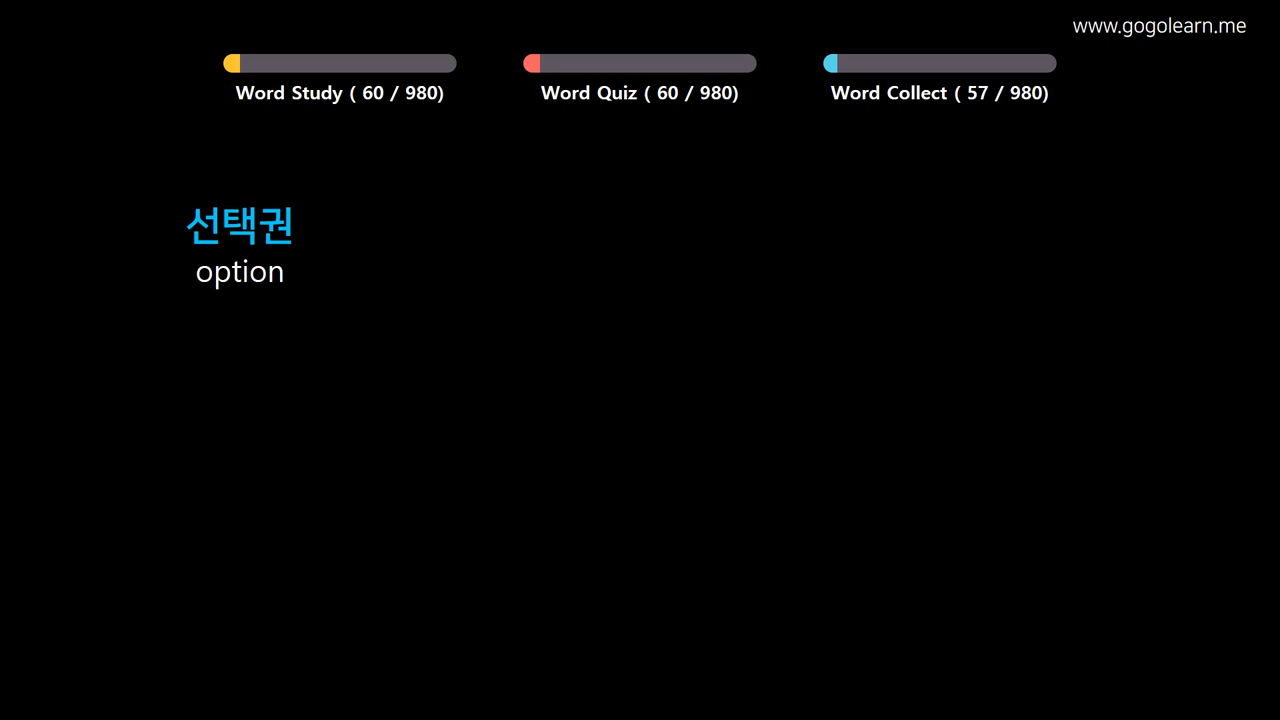 www.gogolearn.me
Word Study ( 60 / 980)
Word Quiz ( 60 / 980)
Word Collect ( 57 / 980)
선택권
option